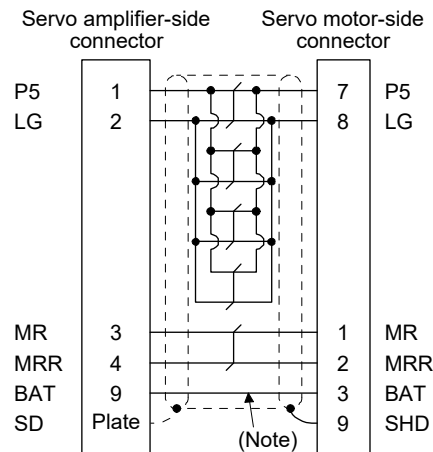 Servo amplifier-side connector
Servo motor-side connector
P5 1 7 P5
LG 2 8 LG
MR 3 1 MR
MRR 4 2 MRR
BAT 9 3 BAT
SD Plate 9 SHD
(Note)